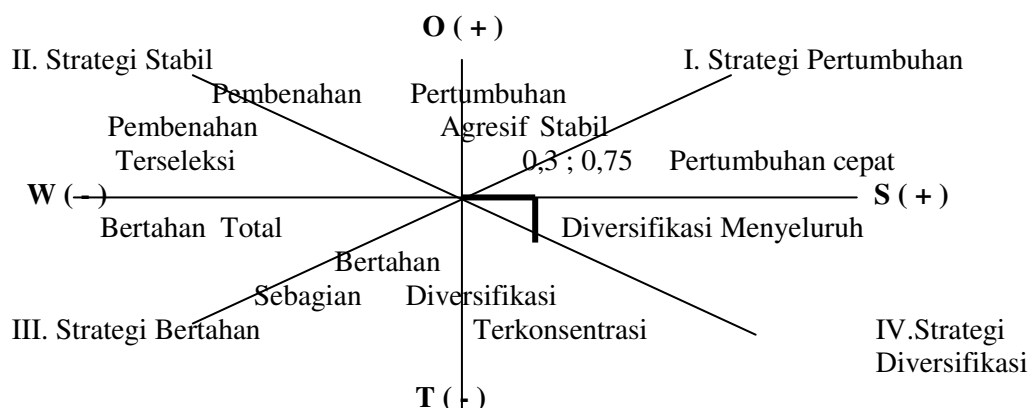 O ( + )
II. Strategi Stabil I. Strategi Pertumbuhan
Pembenahan Pertumbuhan
Pembenahan Agresif Stabil
Terseleksi 0,3 ; 0,75 Pertumbuhan cepat
W ( - ) S ( + )
Bertahan Total Diversifikasi Menyeluruh
Bertahan
Sebagian Diversifikasi
III. Strategi Bertahan Terkonsentrasi IV.Strategi
Diversifikasi
T ( - )